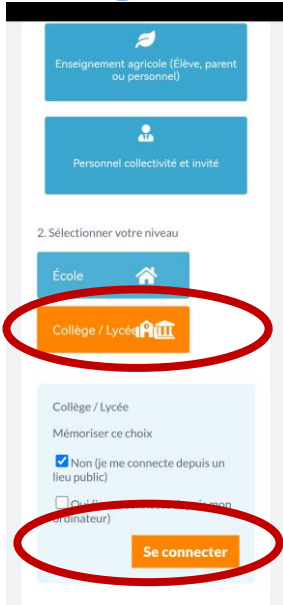 Enseignement agricole (Élève, parent
ou personnel)
Personnel collectivité et invité
2. Sélectionner votre niveau
École
Collège / Lycée
Collège / Lycée
Mémoriser ce choix
Non (je me connecte depuis un
lieu public)
mon
ordinateur)
Se connecter